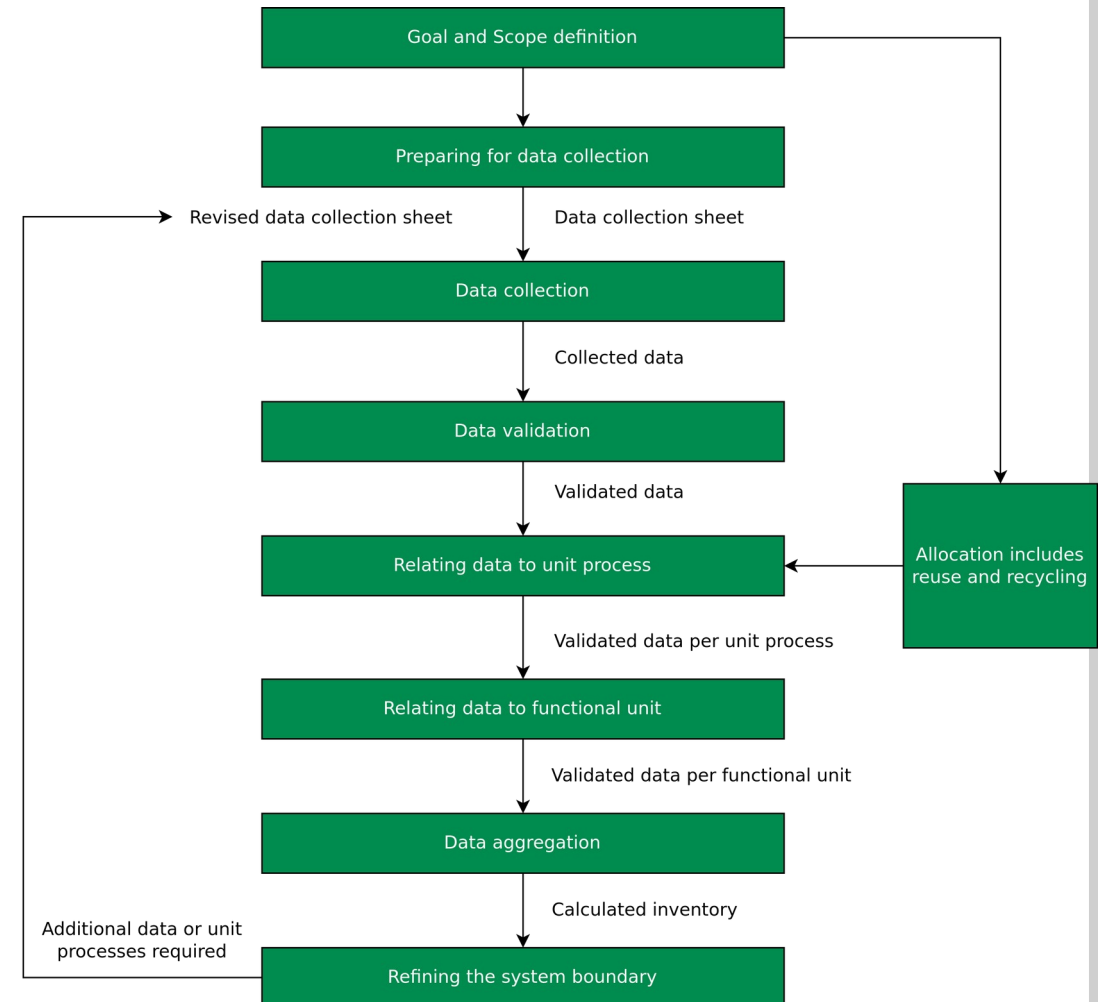 Goal and Scope definition
Preparing for data collection
Revised data collection sheet
Data collection sheet
Data collection
Collected data
Data validation
Validated data
Relating data to unit process
Allocation includes
reuse and recycling
Validated data per unit process
Relating data to functional unit
Validated data per functional unit
Data aggregation
Calculated inventory
Additional data or unit
processes required
Refining the system boundary